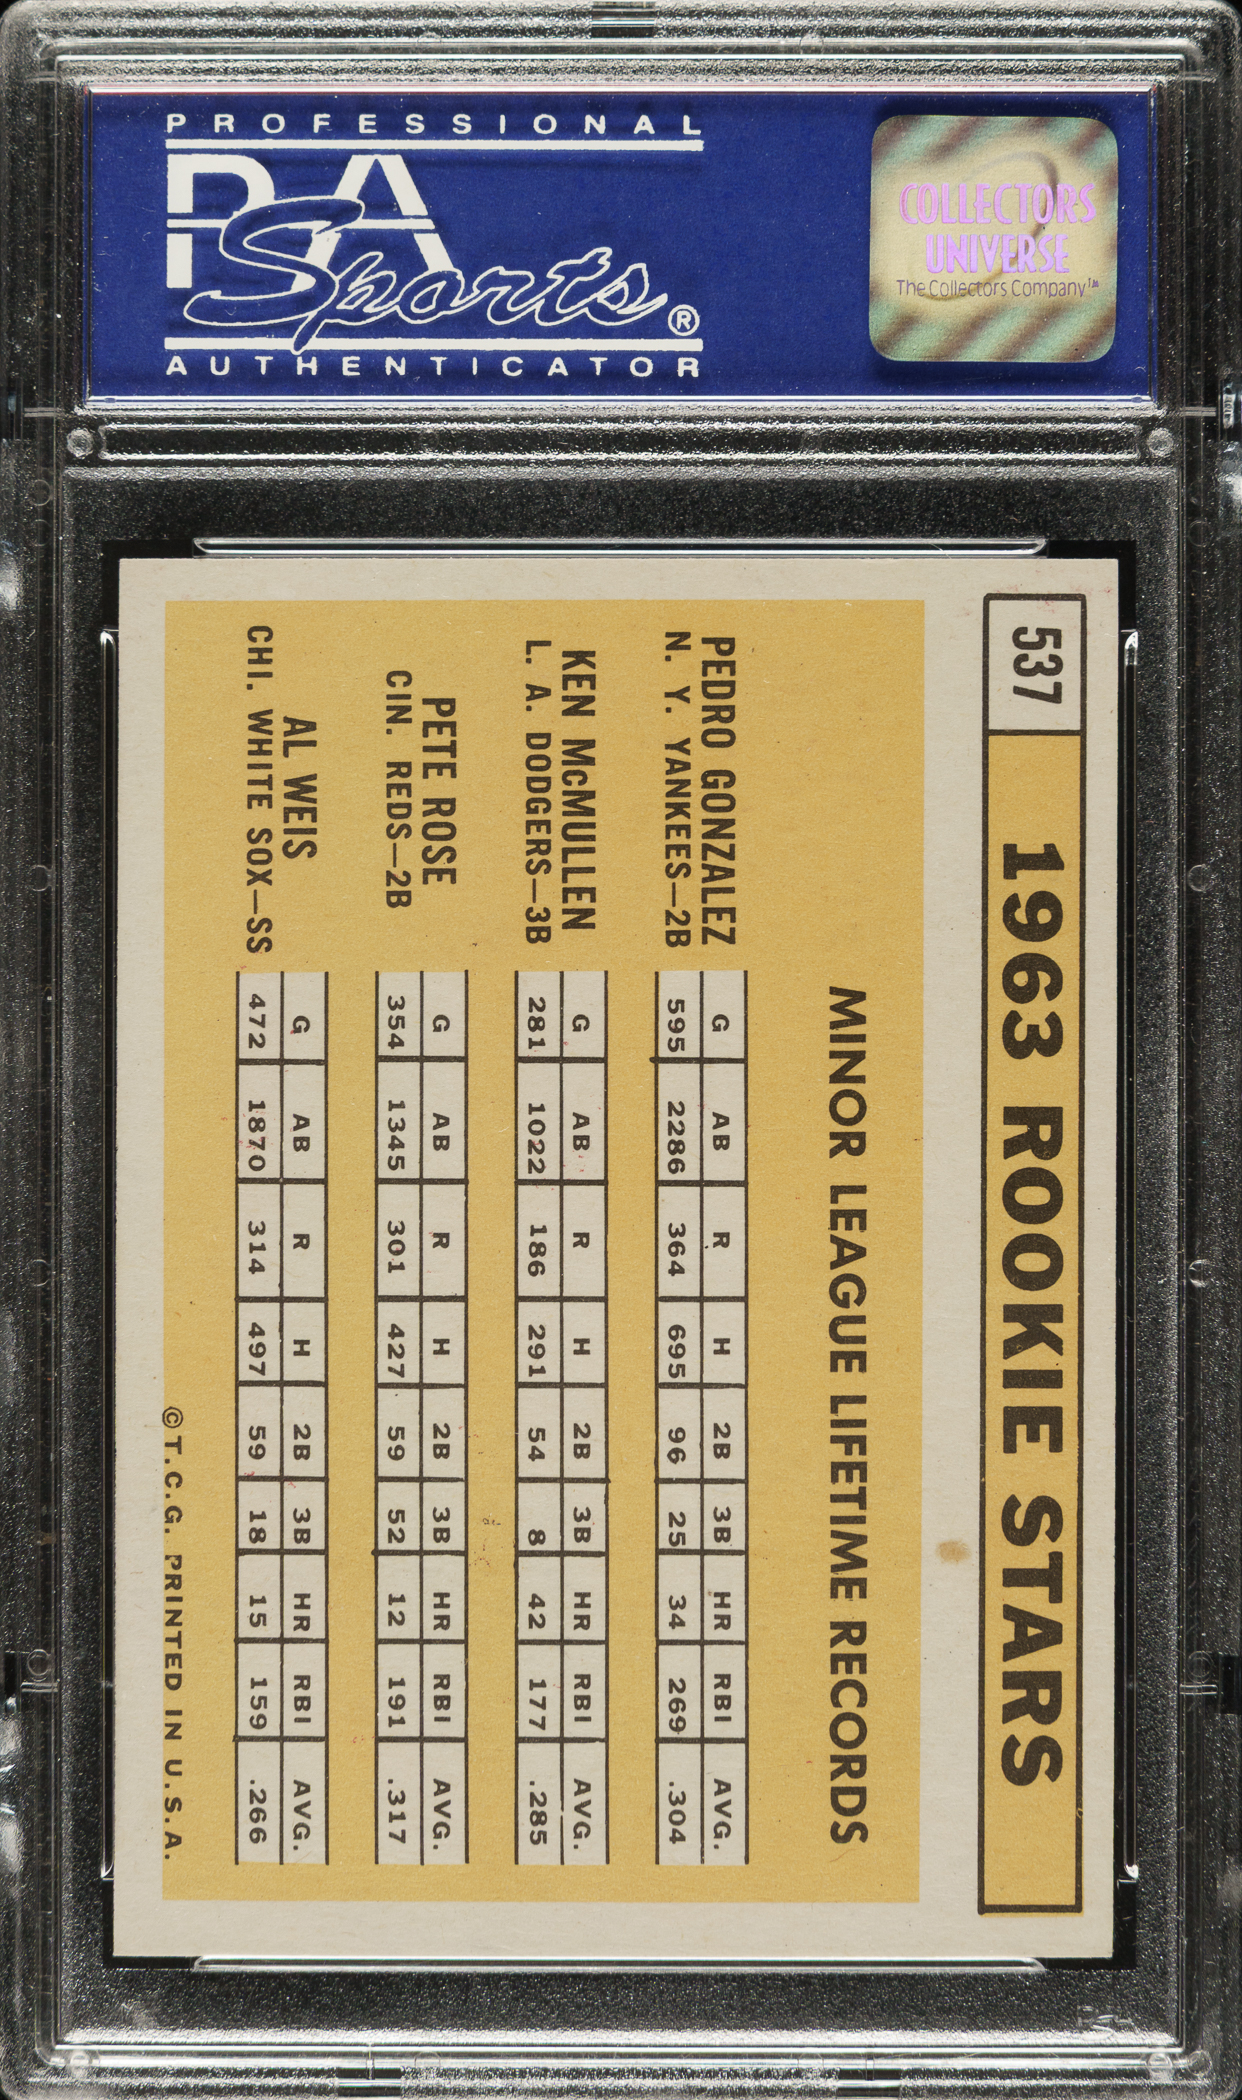 PROFESSIONAL
PSA
Sports®
AUTHENTICATOR
COLLECTORS
UNIVERSE
The Collectors Company™
537
1963 ROOKIE STARS
MINOR LEAGUE LIFETIME RECORDS
PEDRO GONZALEZ
N. Y. YANKEES—2B
G AB R H 2B 3B HR RBI AVG.
595 2286 364 695 96 25 34 269 .304
KEN McMULLEN
L. A. DODGERS—3B
G AB R H 2B 3B HR RBI AVG.
281 1022 186 291 54 8 42 177 .285
PETE ROSE
CIN. REDS—2B
G AB R H 2B 3B HR RBI AVG.
354 1345 301 427 59 52 12 191 .317
AL WEIS
CHI. WHITE SOX—SS
G AB R H 2B 3B HR RBI AVG.
472 1870 314 497 59 18 15 159 .266
©T.C.G. PRINTED IN U.S.A.